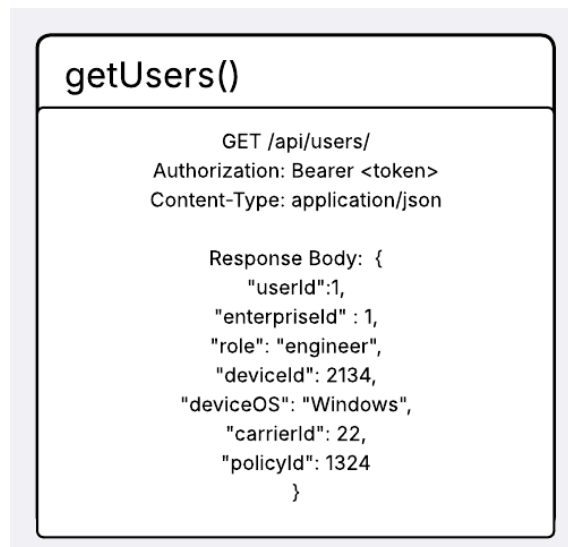 getUsers()
GET /api/users/
Authorization: Bearer <token>
Content-Type: application/json
Response Body:  {
"userId":1,
"enterpriseId" : 1,
"role": "engineer",
"deviceId": 2134,
"deviceOS": "Windows",
"carrierId": 22,
"policyId": 1324
}